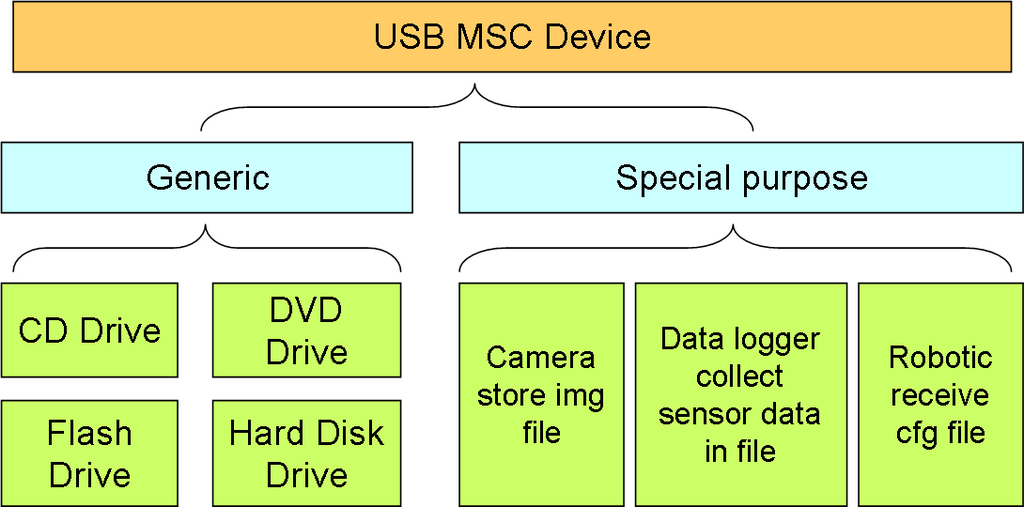 USB MSC Device
Generic
Special purpose
CD Drive
DVD
Drive
Flash
Drive
Hard Disk
Drive
Camera
store img
file
Data logger
collect
sensor data
in file
Robotic
receive
cfg file